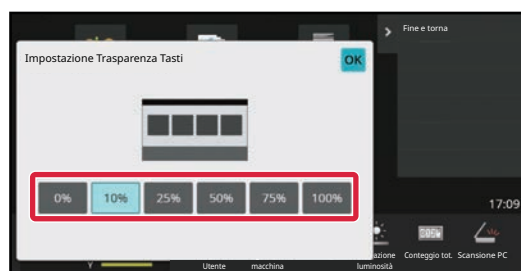 Fine e torna
Impostazione Trasparenza Tasti
OK
0%
10%
25%
50%
75%
100%
17:09
Y
Utente
macchina
azione
luminosità
Conteggio tot.
Scansione PC